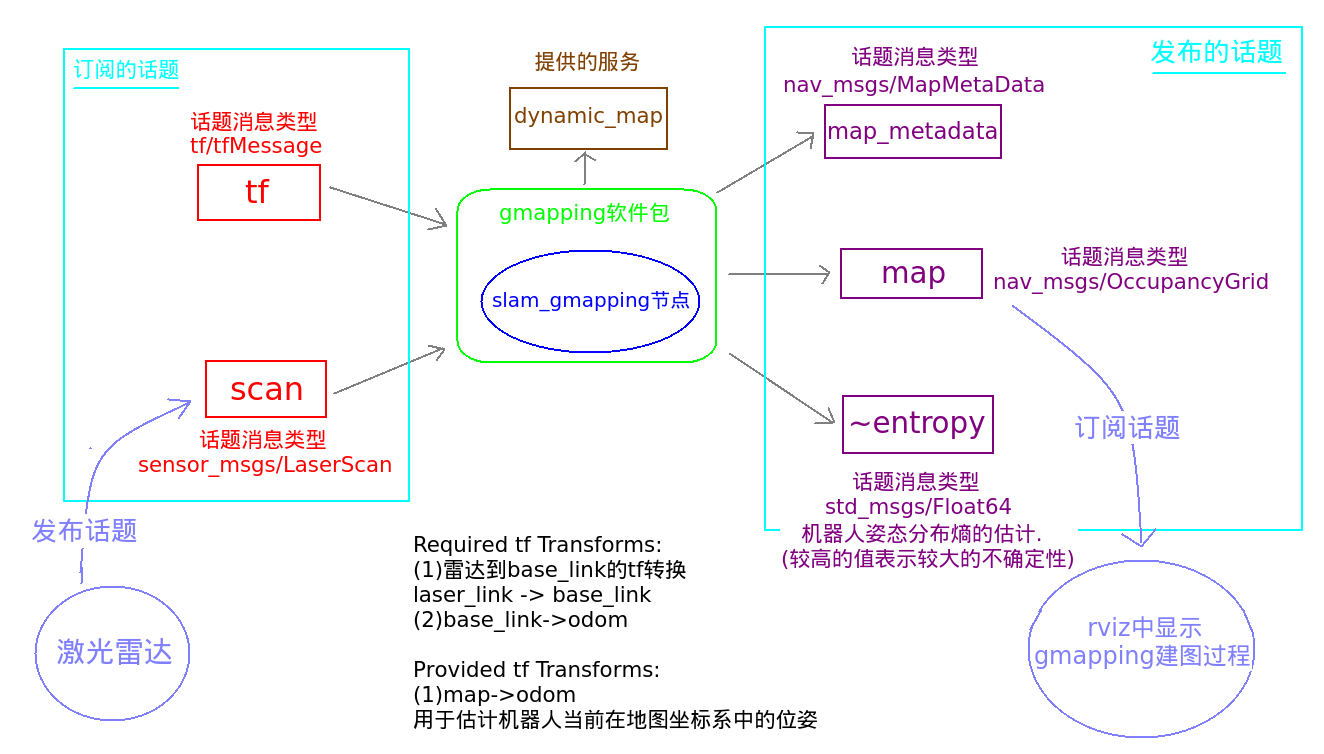 订阅的话题
话题消息类型
tf/tfMessage
tf
scan
话题消息类型
sensor_msgs/LaserScan
发布话题
激光雷达
提供的服务
dynamic_map
gmapping软件包
slam_gmapping节点
发布的话题
话题消息类型
nav_msgs/MapMetaData
map_metadata
map
话题消息类型
nav_msgs/OccupancyGrid
~entropy
话题消息类型
std_msgs/Float64
机器人姿态分布熵的估计.
(较高的值表示较大的不确定性)
订阅话题
rviz中显示
gmapping建图过程
Required tf Transforms:
(1)雷达到base_link的tf转换
laser_link -> base_link
(2)base_link->odom
Provided tf Transforms:
(1)map->odom
用于估计机器人当前在地图坐标系中的位姿